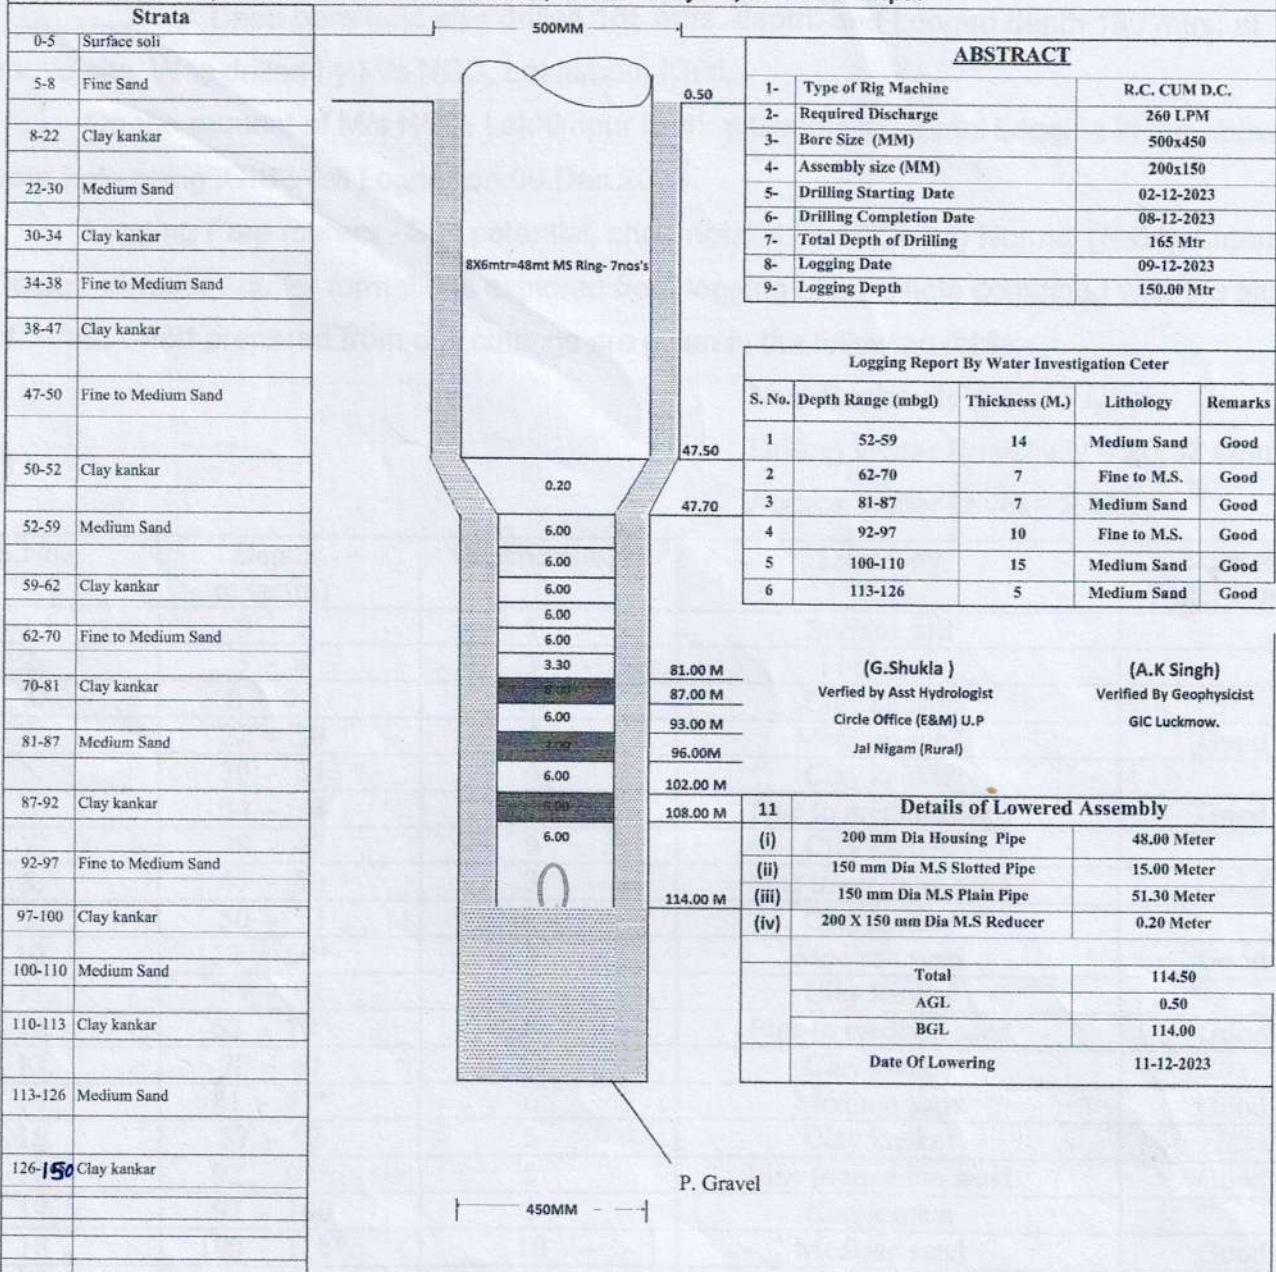 Strata
0-5 Surface soli
5-8 Fine Sand
8-22 Clay kankar
22-30 Medium Sand
30-34 Clay kankar
34-38 Fine to Medium Sand
38-47 Clay kankar
47-50 Fine to Medium Sand
50-52 Clay kankar
52-59 Medium Sand
59-62 Clay kankar
62-70 Fine to Medium Sand
70-81 Clay kankar
81-87 Medium Sand
87-92 Clay kankar
92-97 Fine to Medium Sand
97-100 Clay kankar
100-110 Medium Sand
110-113 Clay kankar
113-126 Medium Sand
126-150 Clay kankar
500MM
0.50
8X6mtr=48mt MS Ring- 7nos's
47.50
0.20
47.70
6.00
6.00
6.00
6.00
6.00
3.30
81.00 M
87.00 M
6.00
93.00 M
96.00M
6.00
102.00 M
108.00 M
6.00
114.00 M
P. Gravel
450MM
ABSTRACT
1- Type of Rig Machine R.C. CUM D.C.
2- Required Discharge 260 LPM
3- Bore Size (MM) 500x450
4- Assembly size (MM) 200x150
5- Drilling Starting Date 02-12-2023
6- Drilling Completion Date 08-12-2023
7- Total Depth of Drilling 165 Mtr
8- Logging Date 09-12-2023
9- Logging Depth 150.00 Mtr
Logging Report By Water Investigation Ceter
S. No. Depth Range (mbgl) Thickness (M.) Lithology Remarks
1 52-59 14 Medium Sand Good
2 62-70 7 Fine to M.S. Good
3 81-87 7 Medium Sand Good
4 92-97 10 Fine to M.S. Good
5 100-110 15 Medium Sand Good
6 113-126 5 Medium Sand Good
(G.Shukla )
Verfied by Asst Hydrologist
Circle Office (E&M) U.P
Jal Nigam (Rural)
(A.K Singh)
Verified By Geophysicist
GIC Luckmow.
11 Details of Lowered Assembly
(i) 200 mm Dia Housing Pipe 48.00 Meter
(ii) 150 mm Dia M.S Slotted Pipe 15.00 Meter
(iii) 150 mm Dia M.S Plain Pipe 51.30 Meter
(iv) 200 X 150 mm Dia M.S Reducer 0.20 Meter
Total 114.50
AGL 0.50
BGL 114.00
Date Of Lowering 11-12-2023